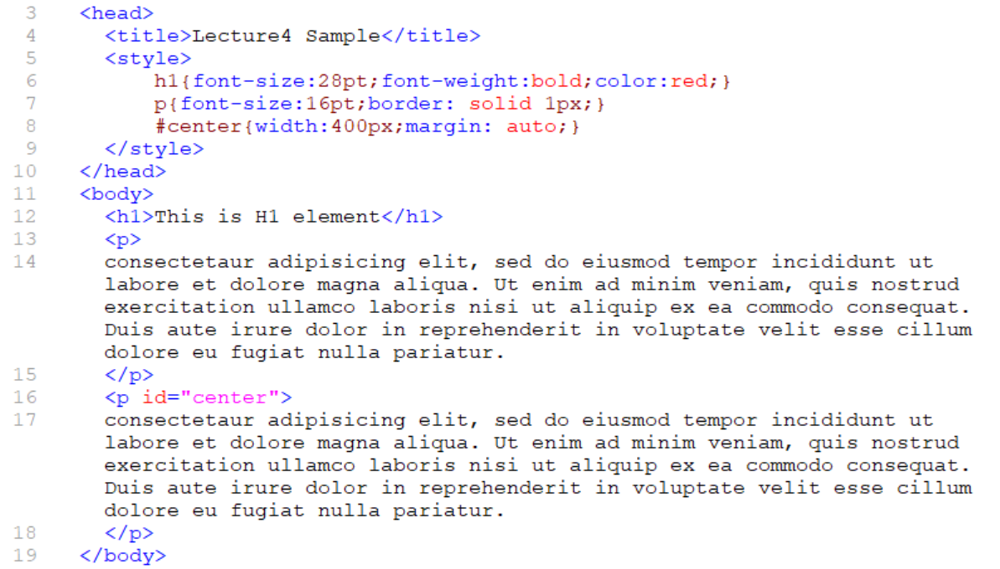 3 <head>
4 <title>Lecture4 Sample</title>
5 <style>
6 h1{font-size:28pt;font-weight:bold;color:red;}
7 p{font-size:16pt;border: solid 1px;}
8 #center{width:400px;margin: auto;}
9 </style>
10 </head>
11 <body>
12 <h1>This is H1 element</h1>
13 <p>
14 consectetaur adipisicing elit, sed do eiusmod tempor incididunt ut
labore et dolore magna aliqua. Ut enim ad minim veniam, quis nostrud
exercitation ullamco laboris nisi ut aliquip ex ea commodo consequat.
Duis aute irure dolor in reprehenderit in voluptate velit esse cillum
dolore eu fugiat nulla pariatur.
15 </p>
16 <p id="center">
17 consectetaur adipisicing elit, sed do eiusmod tempor incididunt ut
labore et dolore magna aliqua. Ut enim ad minim veniam, quis nostrud
exercitation ullamco laboris nisi ut aliquip ex ea commodo consequat.
Duis aute irure dolor in reprehenderit in voluptate velit esse cillum
dolore eu fugiat nulla pariatur.
18 </p>
19 </body>